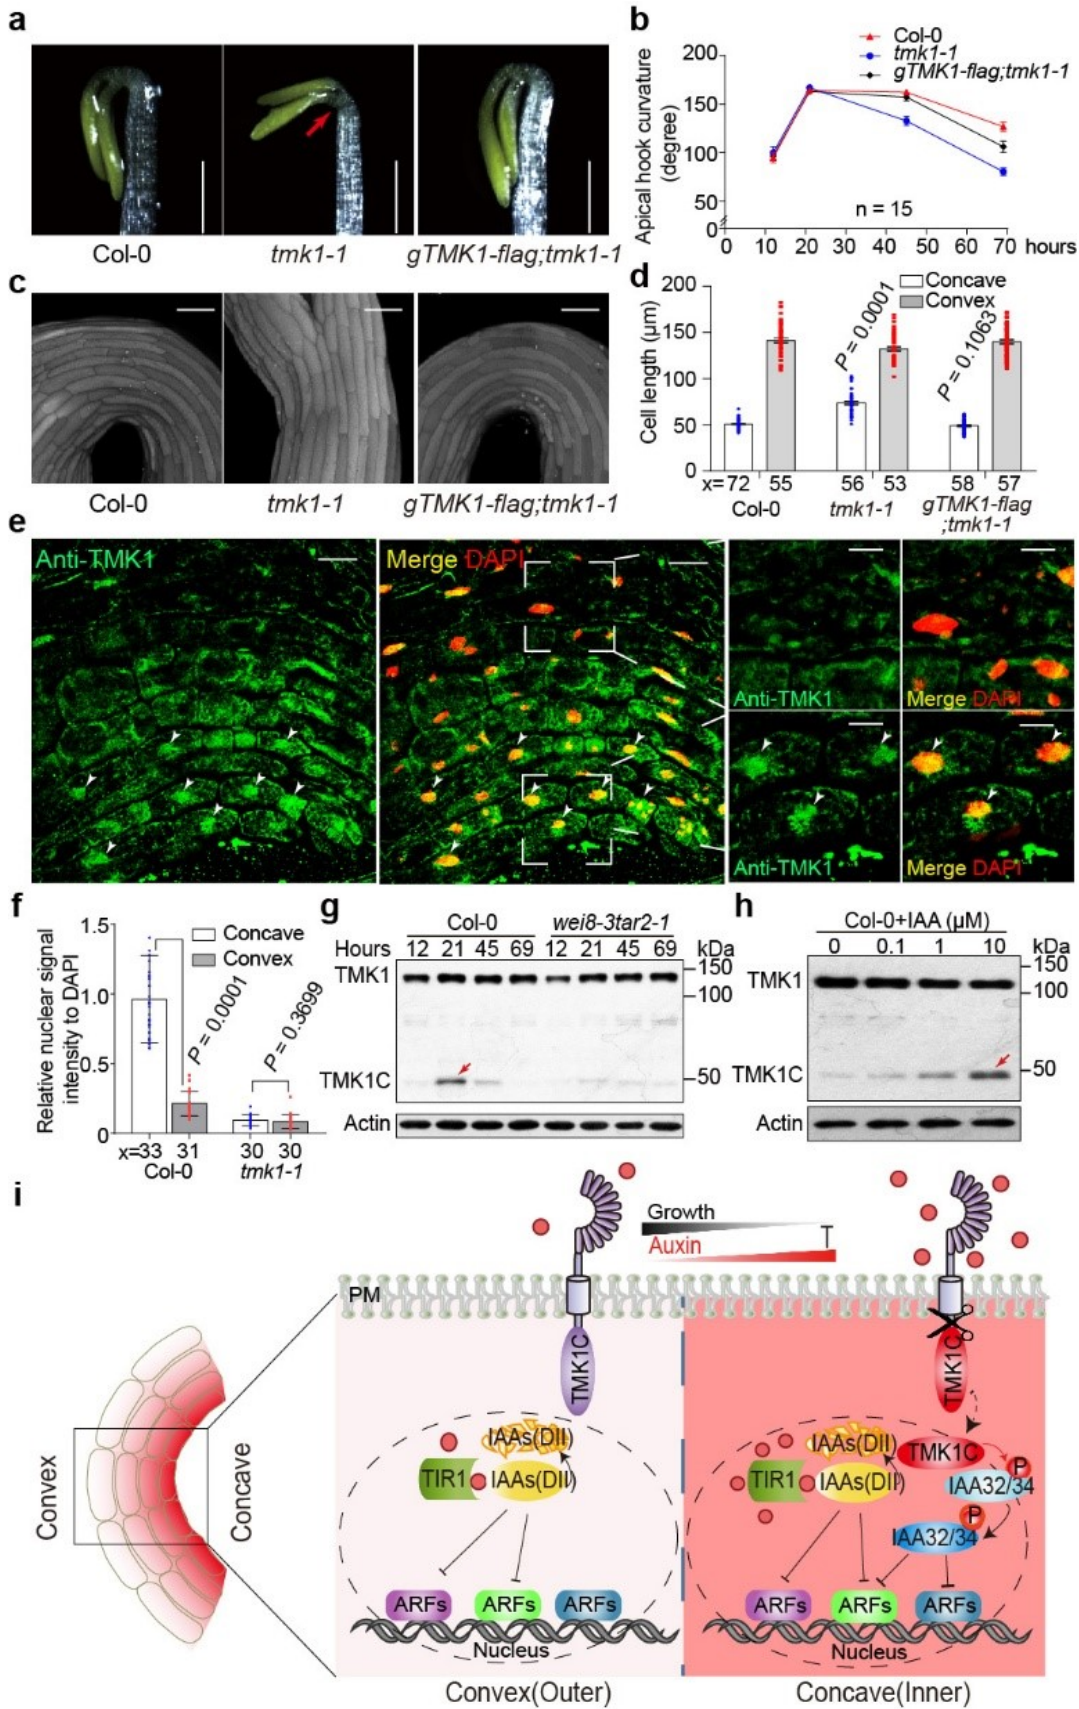 a
Col-0
tmk1-1
gTMK1-flag;tmk1-1
b
Col-0
tmk1-1
gTMK1-flag;tmk1-1
Apical hook curvature
(degree)
200
150
100
50
0
n = 15
0 10 20 30 40 50 60 70 hours
c
Col-0
tmk1-1
gTMK1-flag;tmk1-1
d
Concave
Convex
Cell length (µm)
200
150
100
50
0
P = 0.0001
P = 0.1063
x=72 55 56 53 58 57
Col-0
tmk1-1
gTMK1-flag
;tmk1-1
e
Anti-TMK1
Merge DAPI
Anti-TMK1
Merge DAPI
Anti-TMK1
Merge DAPI
f
Relative nuclear signal
intensity to DAPI
1.5
1.0
0.5
0
Concave
Convex
P = 0.0001
P = 0.3699
x=33 31 30 30
Col-0 tmk1-1
g
Col-0 wei8-3tar2-1
Hours 12 21 45 69 12 21 45 69 kDa
TMK1
150
100
TMK1C
50
Actin
h
Col-0+IAA (µM)
0 0.1 1 10
kDa
TMK1
150
100
TMK1C
50
Actin
i
Growth
Auxin
PM
TMK1C
TMK1C
Convex
Concave
IAAs(DII)
TIR1
IAAs(DII)
ARFs ARFs ARFs
Nucleus
Convex(Outer)
IAAs(DII)
TMK1C
P
TIR1
IAAs(DII)
IAA32/34
P
IAA32/34
ARFs ARFs ARFs
Nucleus
Concave(Inner)